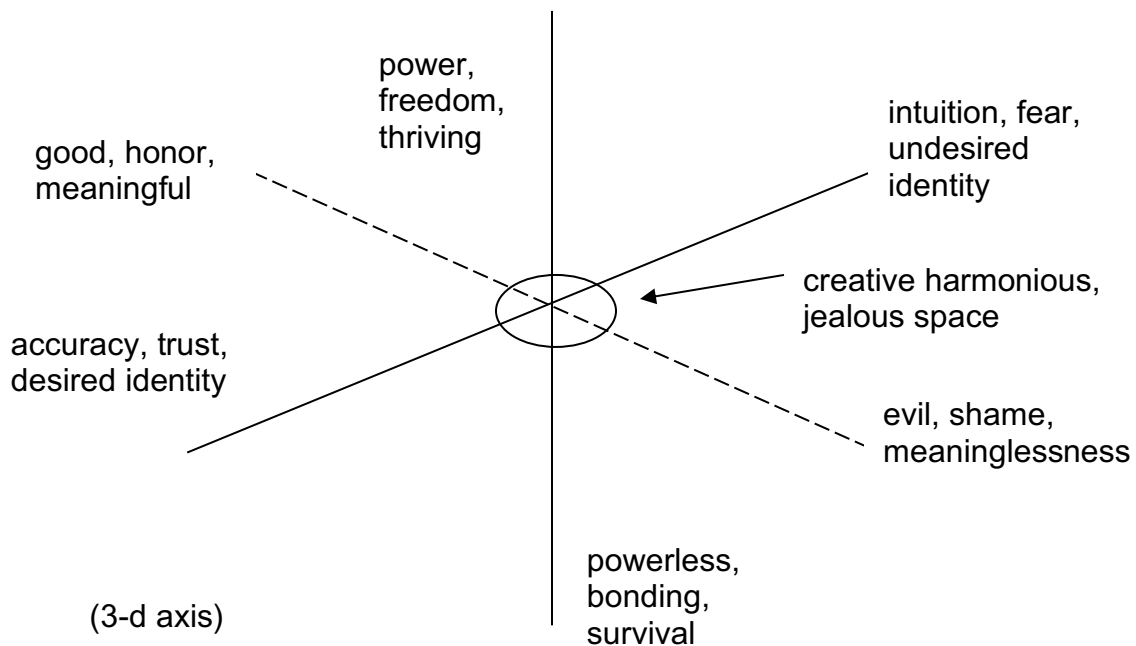 power,
freedom,
thriving
intuition, fear,
undesired
identity
good, honor,
meaningful
creative harmonious,
jealous space
accuracy, trust,
desired identity
evil, shame,
meaninglessness
powerless,
bonding,
survival
(3-d axis)